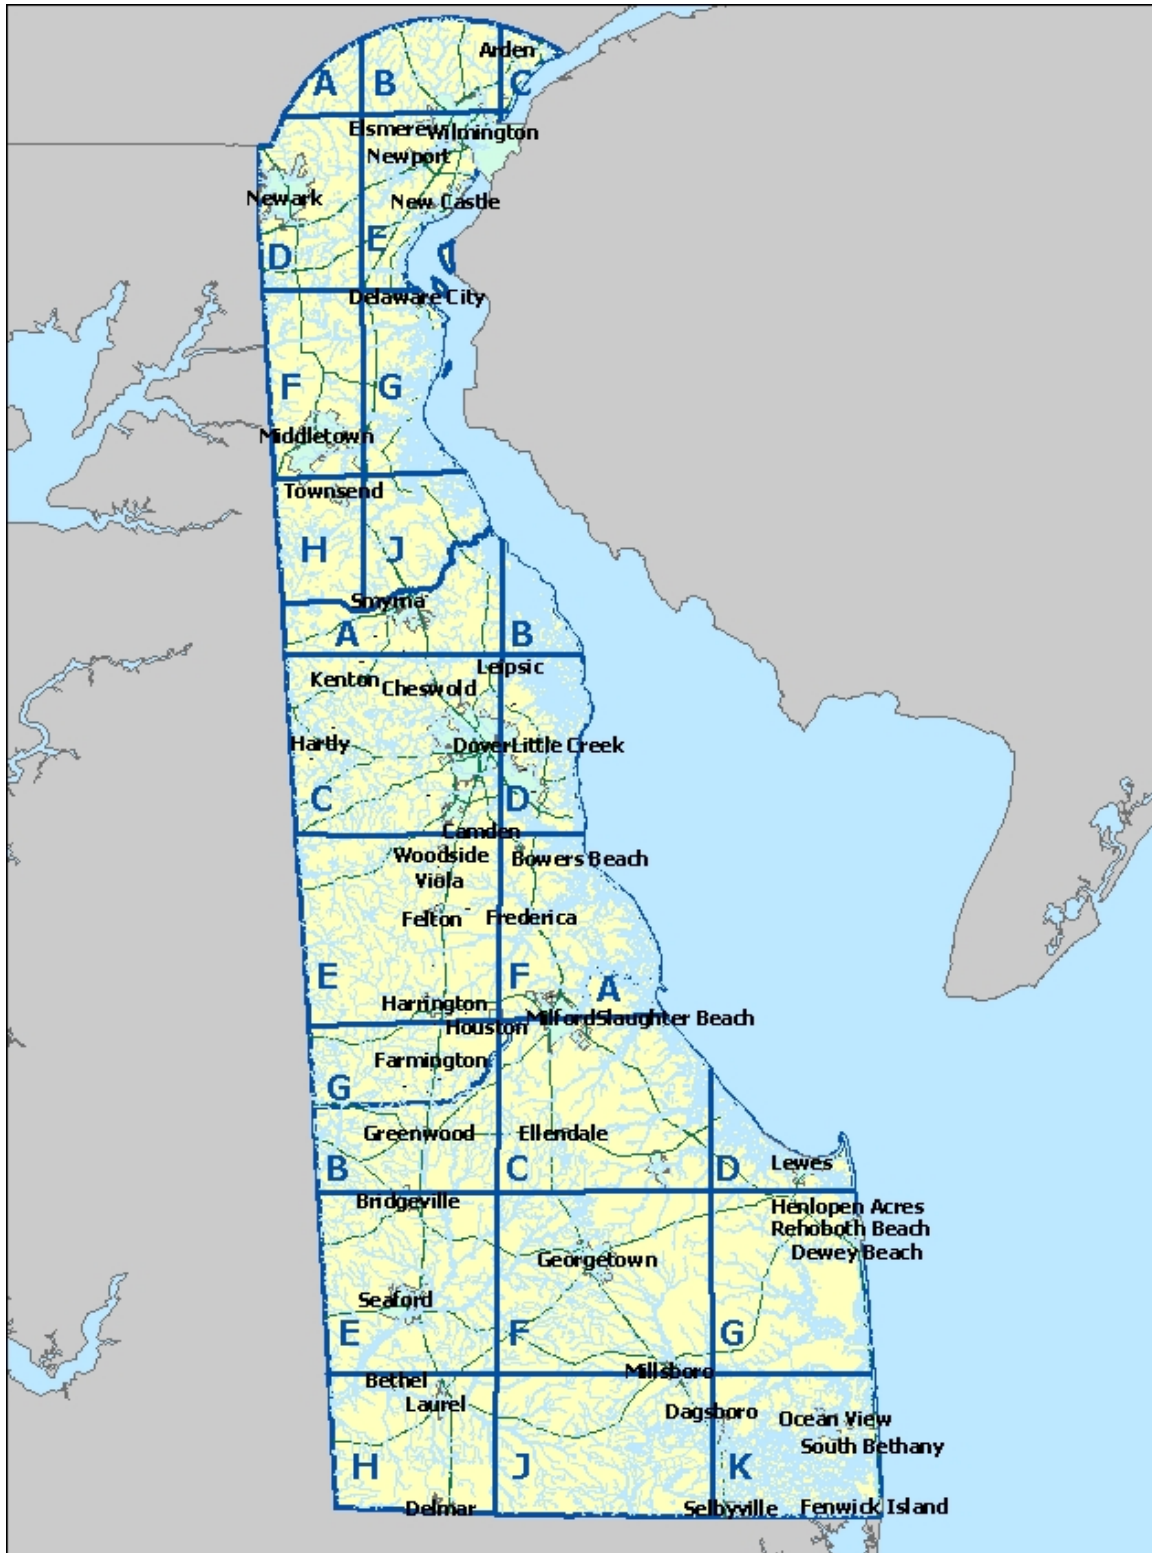 Arden
A
B
C
Elsmere
Wilmington
Newport
Newark
New Castle
E
D
Delaware City
F
G
Middletown
Townsend
H
J
Smyrna
A
B
Leipsic
Kenton
Cheswold
Hartly
Dover
Little Creek
C
D
Camden
Woodside
Bowers Beach
Viola
Felton
Frederica
E
F
A
Harrington
Milford
Slaughter Beach
Houston
Farmington
G
Greenwood
Ellendale
B
C
D
Lewes
Bridgeville
Henlopen Acres
Rehoboth Beach
Dewey Beach
Georgetown
Seaford
E
F
G
Millsboro
Bethel
Laurel
Dagsboro
Ocean View
South Bethany
H
J
K
Delmar
Selbyville
Fenwick Island